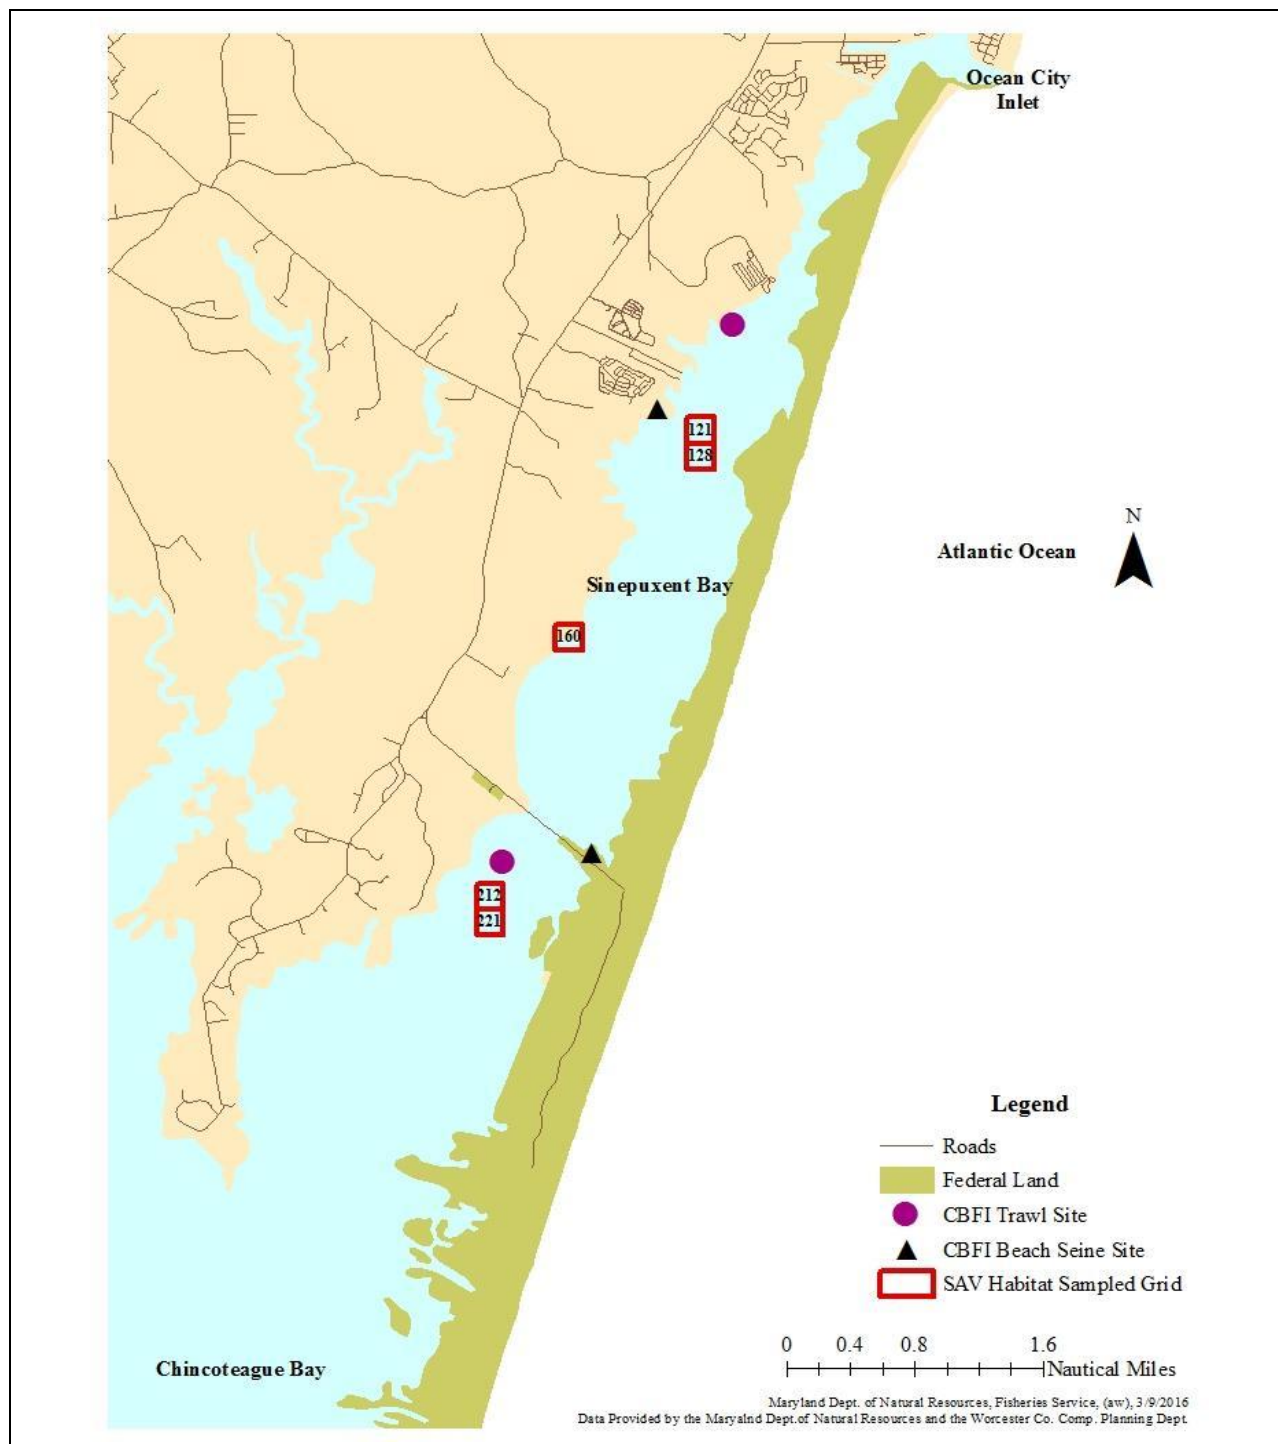 Ocean City
Inlet
121
128
N
Atlantic Ocean
Sinepuxent Bay
160
212
221
Legend
Roads
Federal Land
CBFI Trawl Site
CBFI Beach Seine Site
SAV Habitat Sampled Grid
0 0.4 0.8 1.6
Nautical Miles
Chincoteague Bay
Maryland Dept. of Natural Resources, Fisheries Service, (aw), 3/9/2016
Data Provided by the Maryalnd Dept.of Natural Resources and the Worcester Co. Comp. Planning Dept.